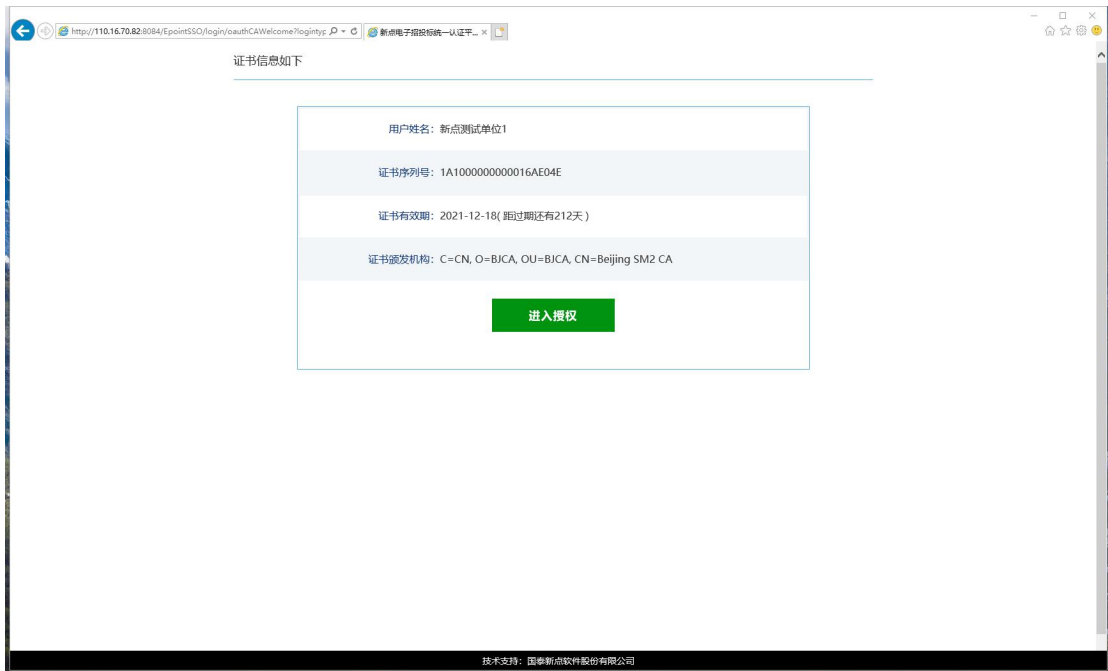 http://110.16.70.82:8084/EpointSSO/login/oauthCAWelcome?logintyp
新点电子招投标统一认证平...
证书信息如下
用户姓名：新点测试单位1
证书序列号：1A1000000000016AE04E
证书有效期：2021-12-18( 距过期还有212天 )
证书颁发机构：C=CN, O=BJCA, OU=BJCA, CN=Beijing SM2 CA
进入授权
技术支持：国泰新点软件股份有限公司